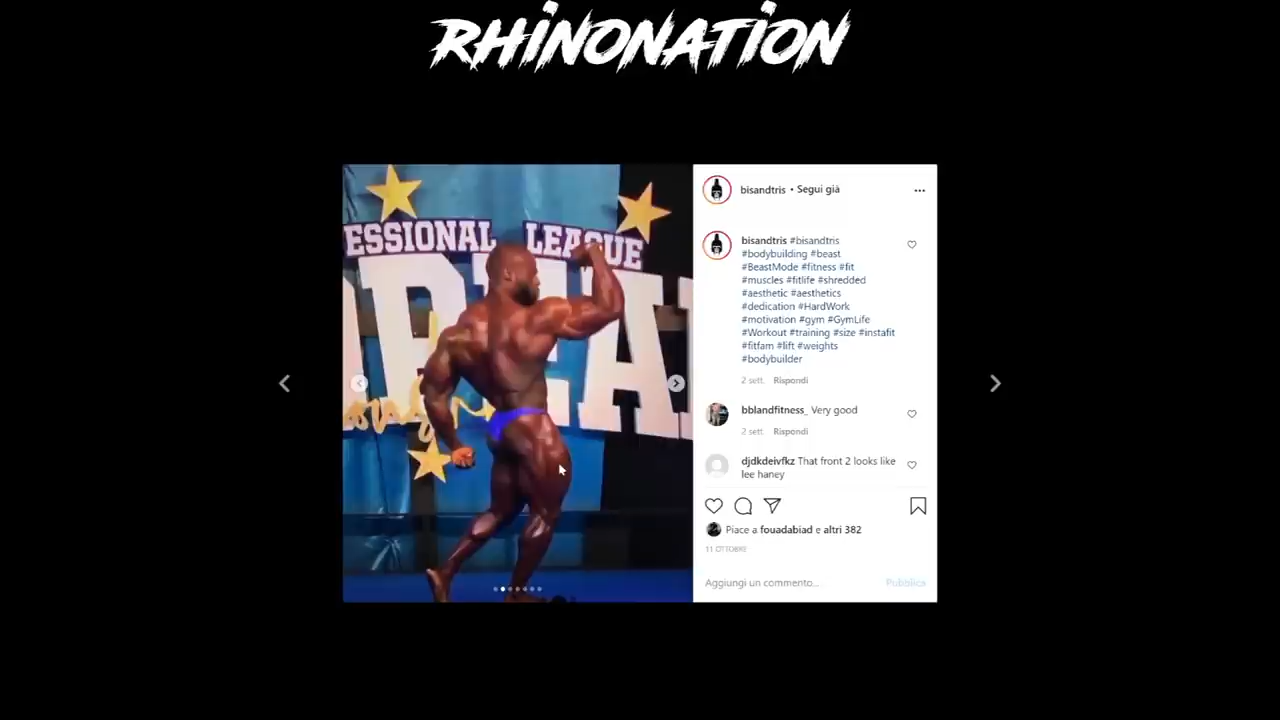 RHINONATION
ESSIONAL LEAGUE
bisandtris • Segui già
bisandtris #bisandtris
#bodybuilding #beast
#BeastMode #fitness #fit
#muscles #fitlife #shredded
#aesthetic #aesthetics
#dedication #HardWork
#motivation #gym #GymLife
#Workout #training #size #instafit
#fitfam #lift #weights
#bodybuilder
2 sett. Rispondi
bblandfitness_ Very good
2 sett. Rispondi
djdkdeivfkz That front 2 looks like
lee haney
Piace a fouadabiad e altri 382
11 OTTOBRE
Aggiungi un commento... Pubblica